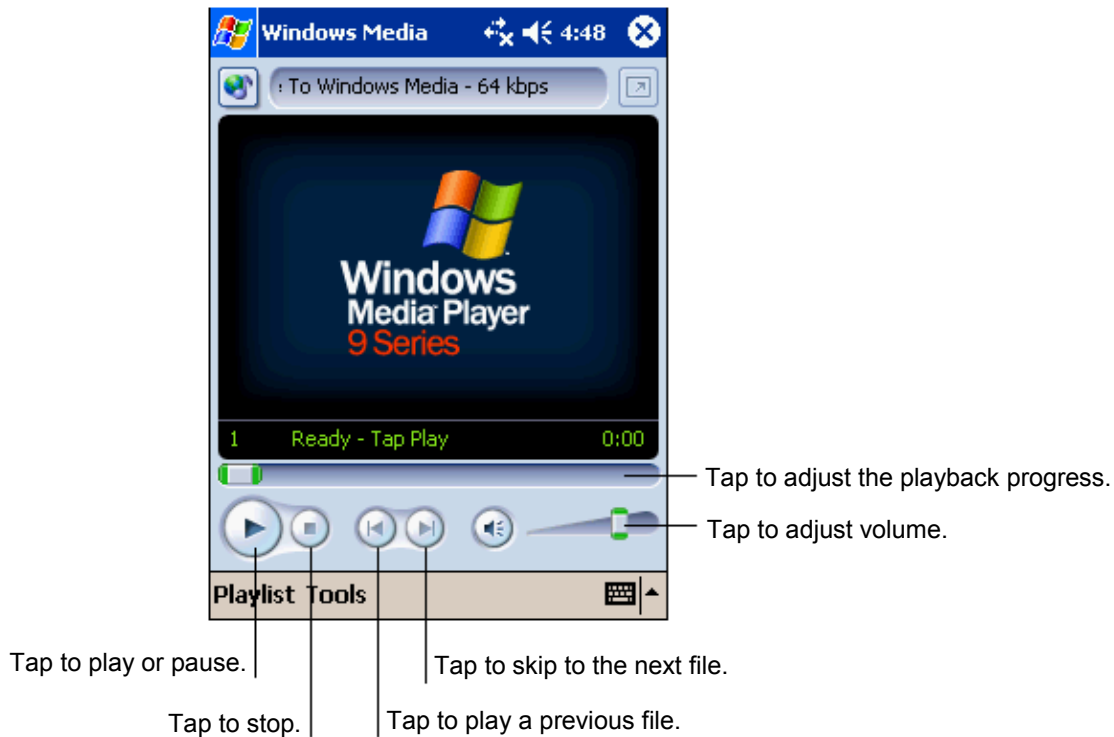 Windows Media 4:48
: To Windows Media - 64 kbps
Windows
Media Player
9 Series
1 Ready - Tap Play 0:00
Tap to adjust the playback progress.
Tap to adjust volume.
Playlist Tools
Tap to play or pause.
Tap to skip to the next file.
Tap to stop.
Tap to play a previous file.